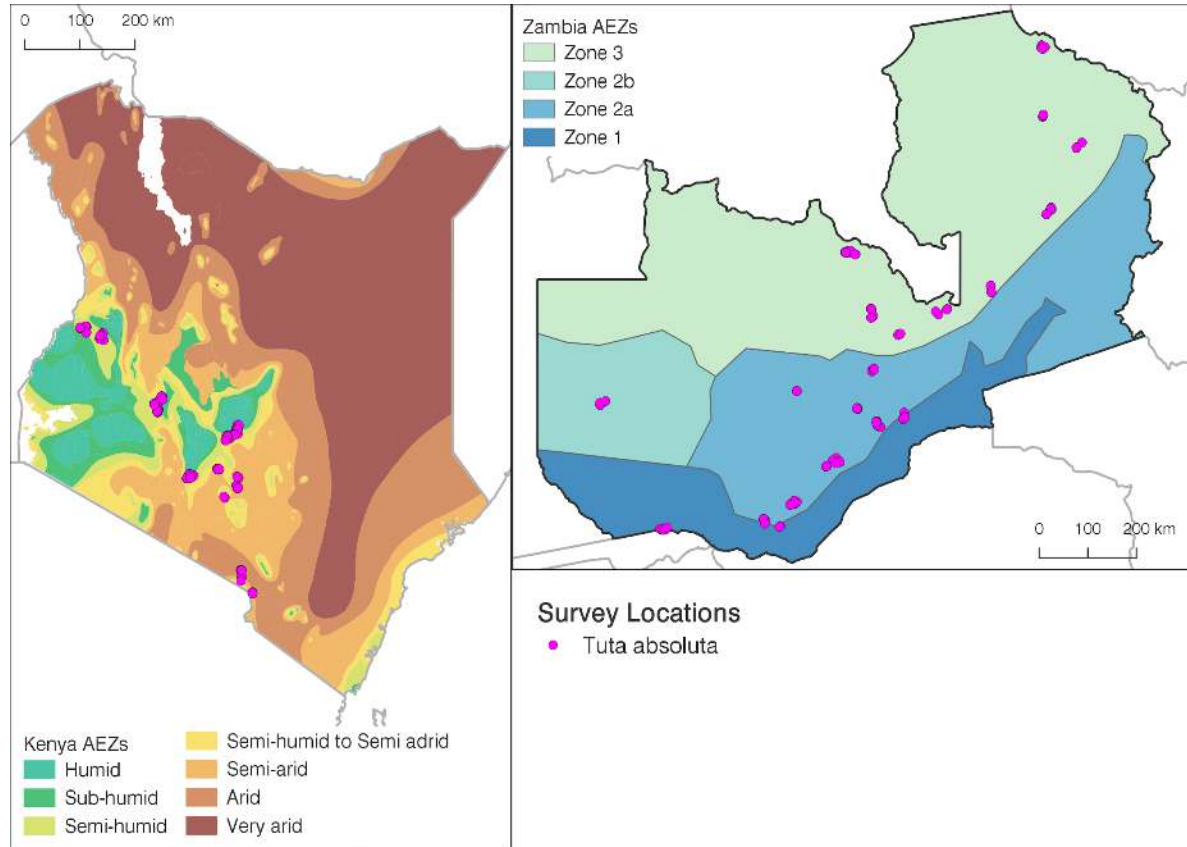 0 100 200 km
Kenya AEZs
Humid
Sub-humid
Semi-humid
Semi-humid to Semi adrid
Semi-arid
Arid
Very arid
Zambia AEZs
Zone 3
Zone 2b
Zone 2a
Zone 1
0 100 200 km
Survey Locations
Tuta absoluta